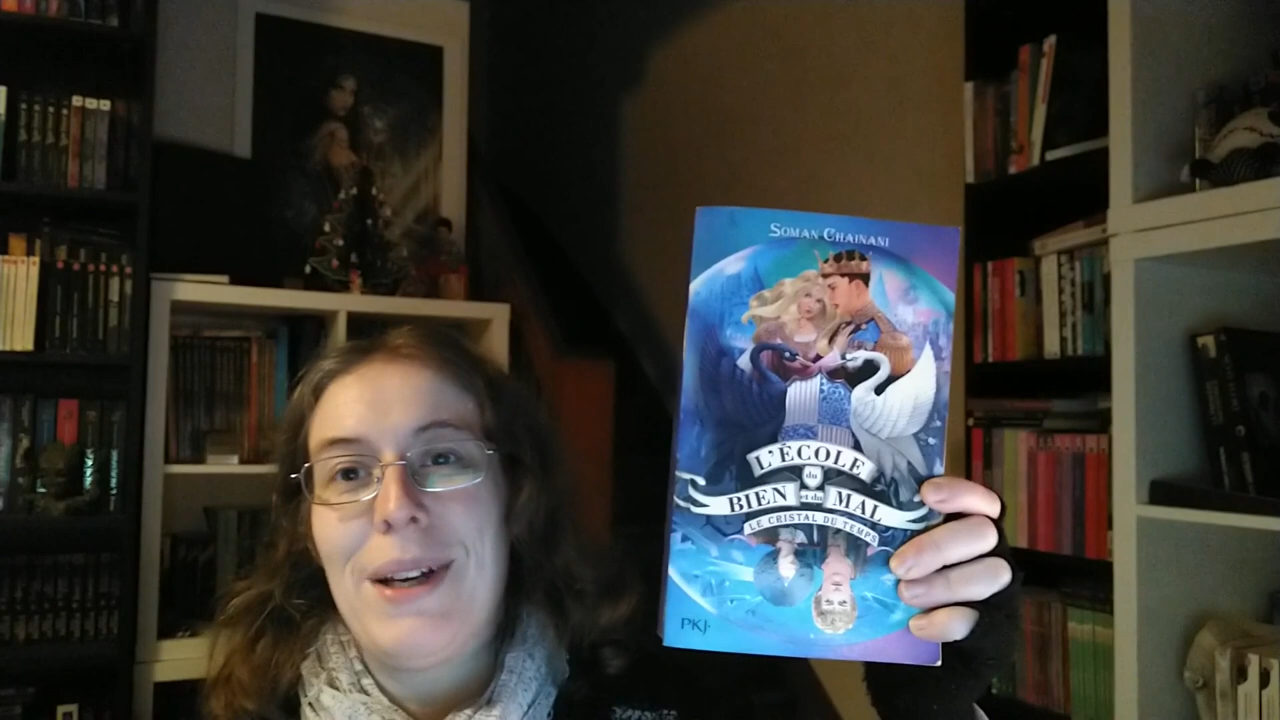 SOMAN CHAINANI
L'ÉCOLE
du
BIEN et du MAL
LE CRISTAL DU TEMPS
PKJ·